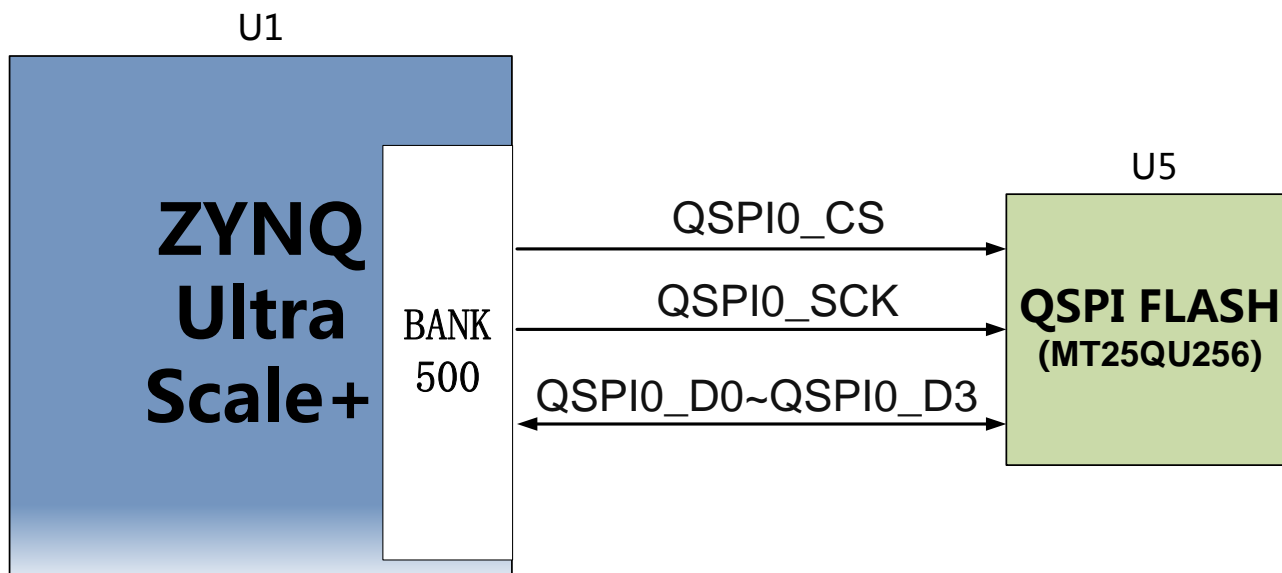 U1
ZYNQ
Ultra
Scale+
BANK
500
QSPI0_CS
QSPI0_SCK
QSPI0_D0~QSPI0_D3
U5
QSPI FLASH
(MT25QU256)